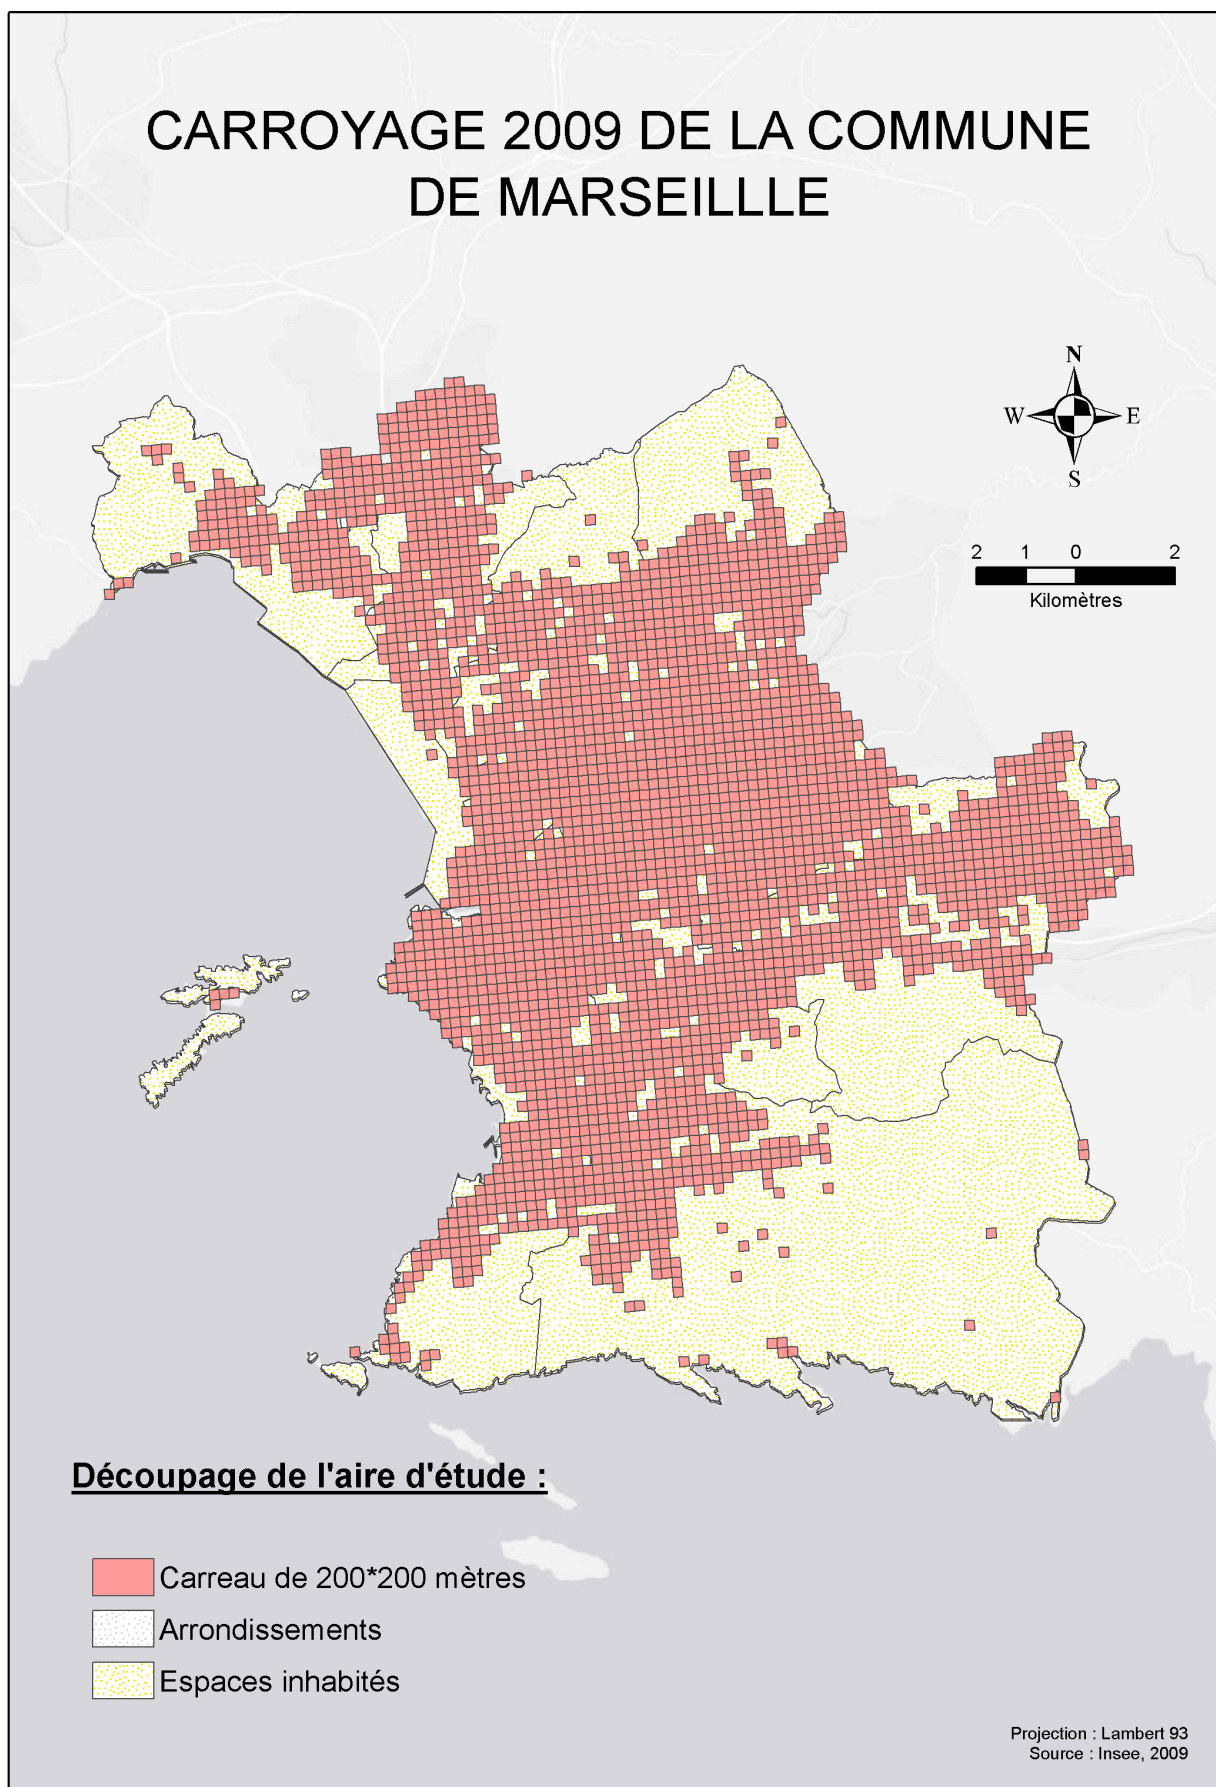 CARROYAGE 2009 DE LA COMMUNE
DE MARSEILLLE
N
W E
S
2 1 0 2
Kilomètres
Découpage de l'aire d'étude :
Carreau de 200*200 mètres
Arrondissements
Espaces inhabités
Projection : Lambert 93
Source : Insee, 2009